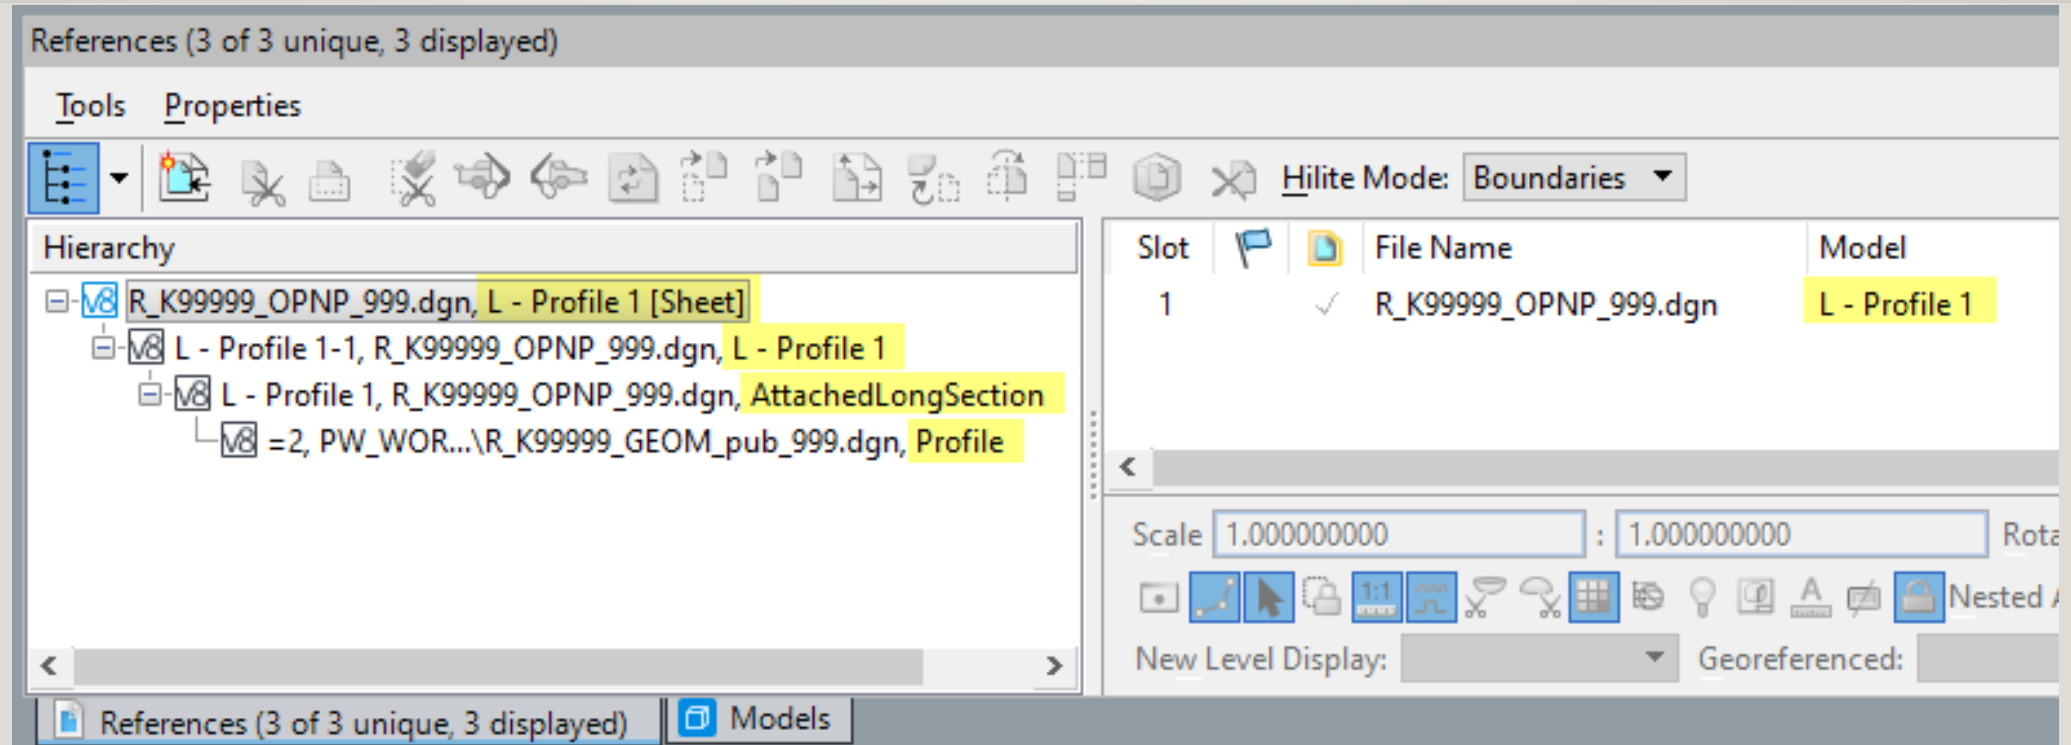 References (3 of 3 unique, 3 displayed)
Tools Properties
Hilite Mode: Boundaries
Hierarchy
R_K99999_OPNP_999.dgn, L - Profile 1 [Sheet]
L - Profile 1-1, R_K99999_OPNP_999.dgn, L - Profile 1
L - Profile 1, R_K99999_OPNP_999.dgn, AttachedLongSection
=2, PW_WOR...\R_K99999_GEOM_pub_999.dgn, Profile
Slot File Name Model
1 R_K99999_OPNP_999.dgn L - Profile 1
Scale 1.000000000 : 1.000000000 Rota
1:1 Nested
New Level Display: Georeferenced:
References (3 of 3 unique, 3 displayed) Models